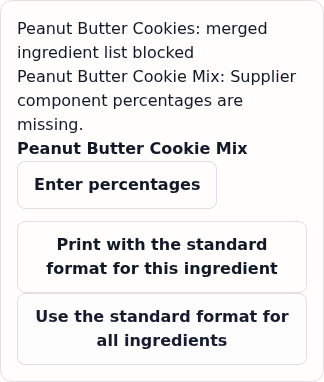 Peanut Butter Cookies: merged
ingredient list blocked
Peanut Butter Cookie Mix: Supplier
component percentages are
missing.
Peanut Butter Cookie Mix
Enter percentages
Print with the standard
format for this ingredient
Use the standard format for
all ingredients